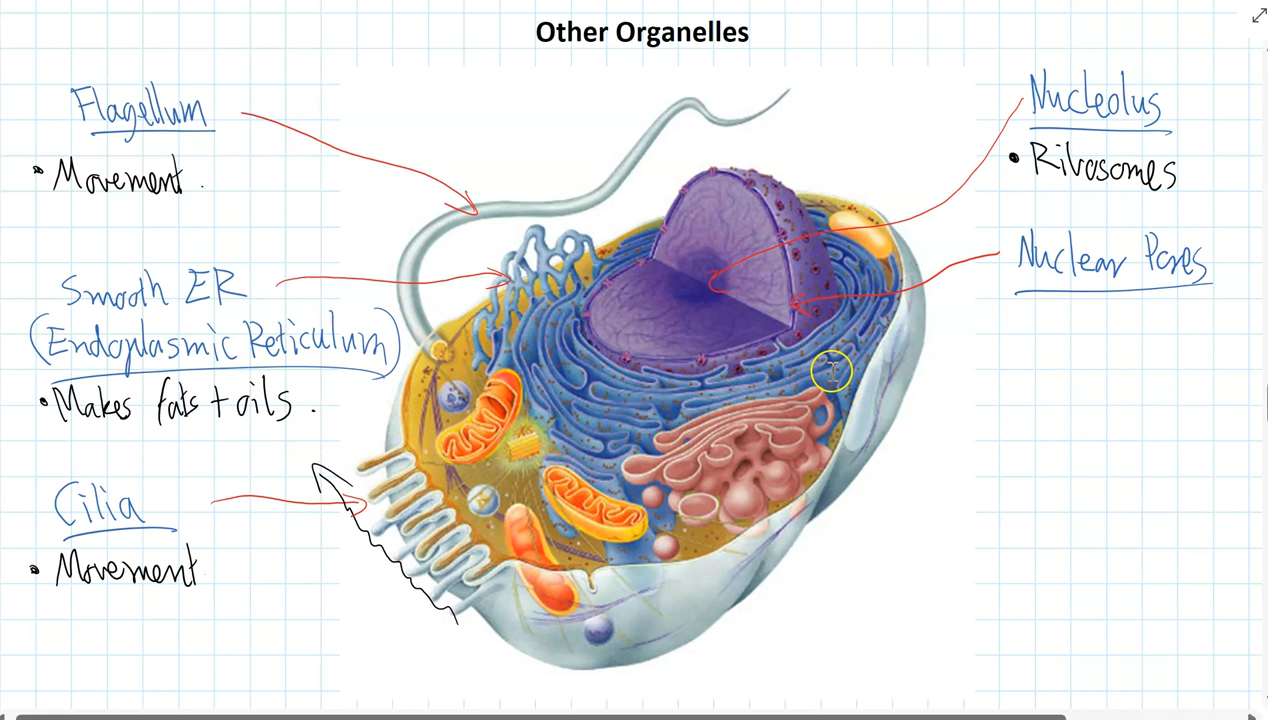 Other Organelles
Flagellum
• Movement.
Smooth ER
(Endoplasmic Reticulum)
• Makes fats + oils.
Cilia
• Movement
Nucleolus
• Ribosomes
Nuclear Pores